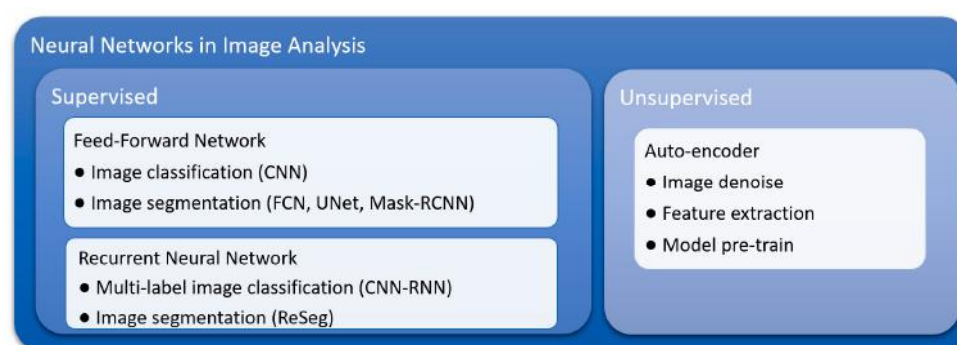 Neural Networks in Image Analysis
Supervised
Feed-Forward Network
● Image classification (CNN)
● Image segmentation (FCN, UNet, Mask-RCNN)
Recurrent Neural Network
● Multi-label image classification (CNN-RNN)
● Image segmentation (ReSeg)
Unsupervised
Auto-encoder
● Image denoise
● Feature extraction
● Model pre-train